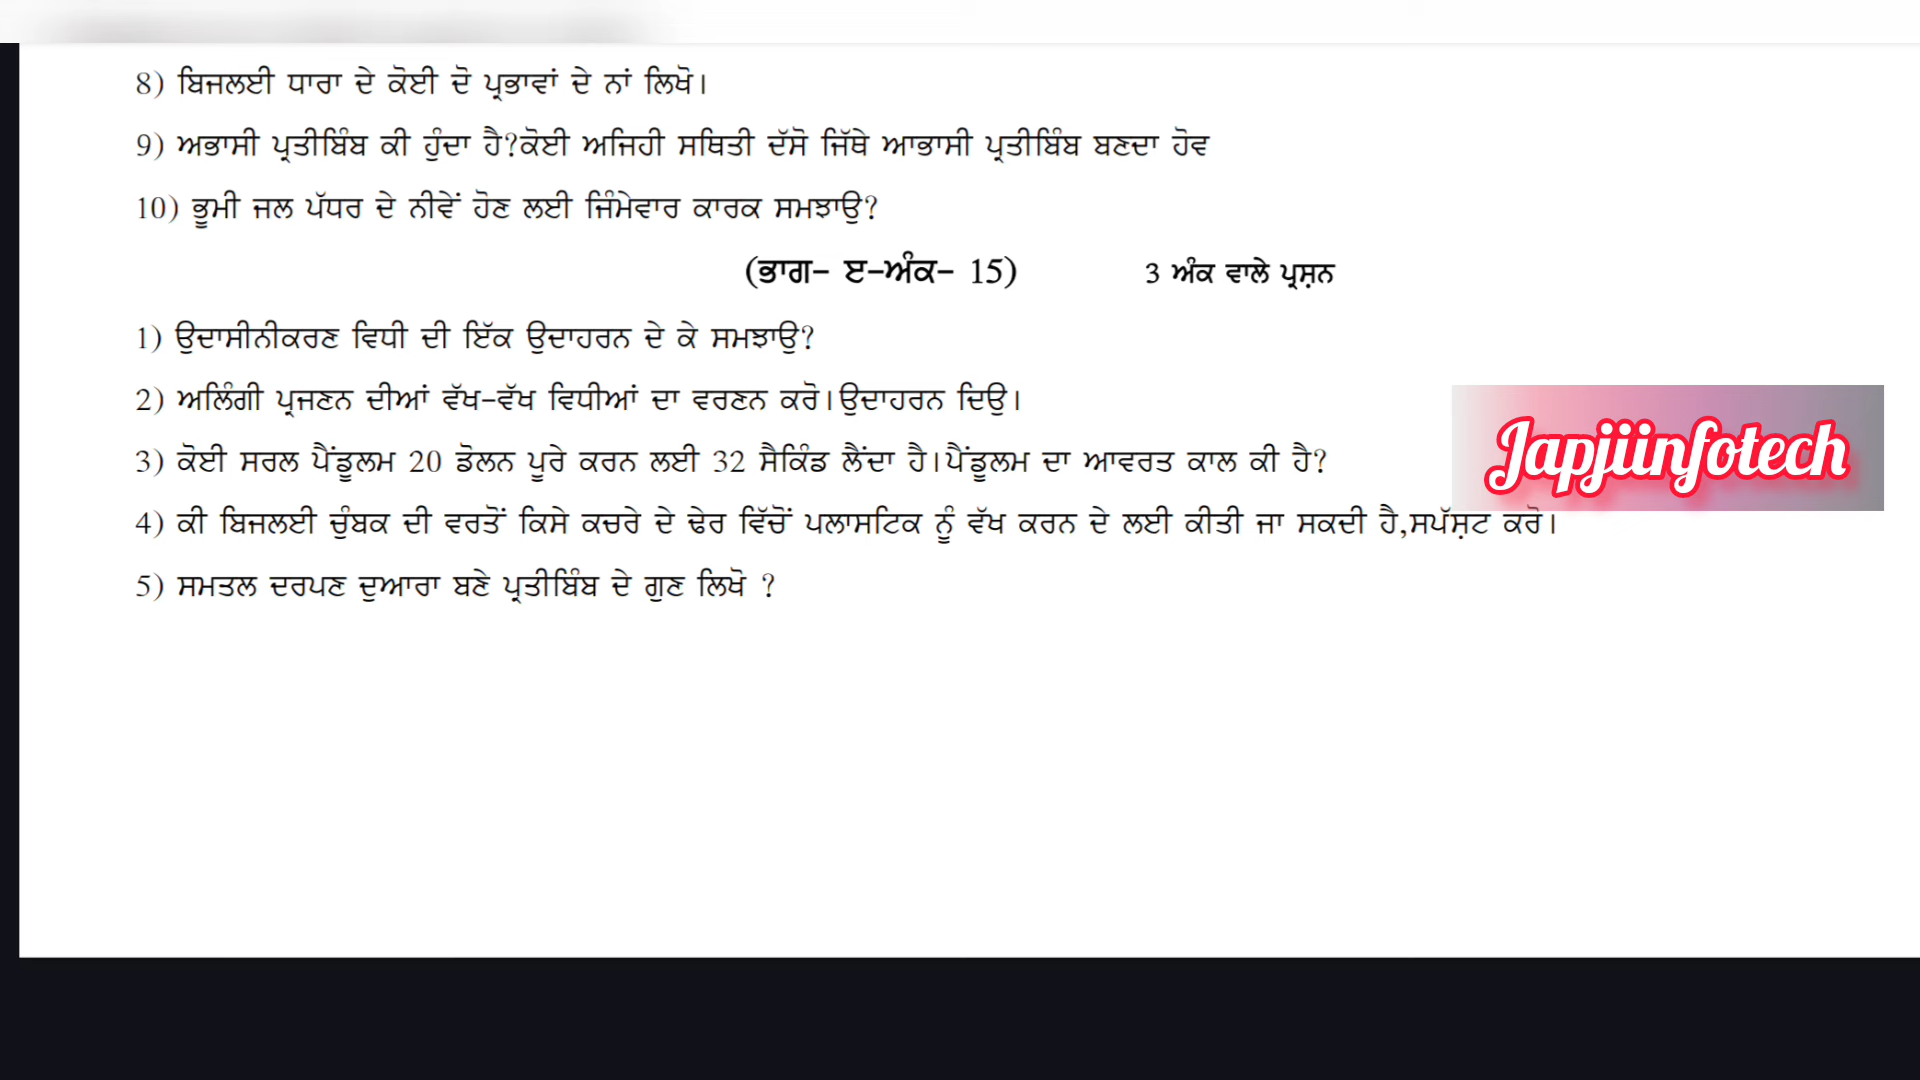 8) ਬਿਜਲਈ ਧਾਰਾ ਦੇ ਕੋਈ ਦੋ ਪ੍ਰਭਾਵਾਂ ਦੇ ਨਾਂ ਲਿਖੋ।
9) ਅਭਾਸੀ ਪ੍ਰਤੀਬਿੰਬ ਕੀ ਹੁੰਦਾ ਹੈ?ਕੋਈ ਅਜਿਹੀ ਸਥਿਤੀ ਦੱਸੋ ਜਿੱਥੇ ਆਭਾਸੀ ਪ੍ਰਤੀਬਿੰਬ ਬਣਦਾ ਹੋਵ
10) ਭੂਮੀ ਜਲ ਪੱਧਰ ਦੇ ਨੀਵੇਂ ਹੋਣ ਲਈ ਜਿੰਮੇਵਾਰ ਕਾਰਕ ਸਮਝਾਉ?
(ਭਾਗ- ੲ-ਅੰਕ- 15) 3 ਅੰਕ ਵਾਲੇ ਪ੍ਰਸ਼ਨ
1) ਉਦਾਸੀਨੀਕਰਣ ਵਿਧੀ ਦੀ ਇੱਕ ਉਦਾਹਰਨ ਦੇ ਕੇ ਸਮਝਾਉ?
2) ਅਲਿੰਗੀ ਪ੍ਰਜਣਨ ਦੀਆਂ ਵੱਖ-ਵੱਖ ਵਿਧੀਆਂ ਦਾ ਵਰਣਨ ਕਰੋ।ਉਦਾਹਰਨ ਦਿਉ।
3) ਕੋਈ ਸਰਲ ਪੈਂਡੂਲਮ 20 ਡੋਲਨ ਪੂਰੇ ਕਰਨ ਲਈ 32 ਸੈਕਿੰਡ ਲੈਂਦਾ ਹੈ।ਪੈਂਡੂਲਮ ਦਾ ਆਵਰਤ ਕਾਲ ਕੀ ਹੈ?
Japjiinfotech
4) ਕੀ ਬਿਜਲਈ ਚੁੰਬਕ ਦੀ ਵਰਤੋਂ ਕਿਸੇ ਕਚਰੇ ਦੇ ਢੇਰ ਵਿੱਚੋਂ ਪਲਾਸਟਿਕ ਨੂੰ ਵੱਖ ਕਰਨ ਦੇ ਲਈ ਕੀਤੀ ਜਾ ਸਕਦੀ ਹੈ,ਸਪੱਸ਼ਟ ਕਰੋ।
5) ਸਮਤਲ ਦਰਪਣ ਦੁਆਰਾ ਬਣੇ ਪ੍ਰਤੀਬਿੰਬ ਦੇ ਗੁਣ ਲਿਖੋ ?